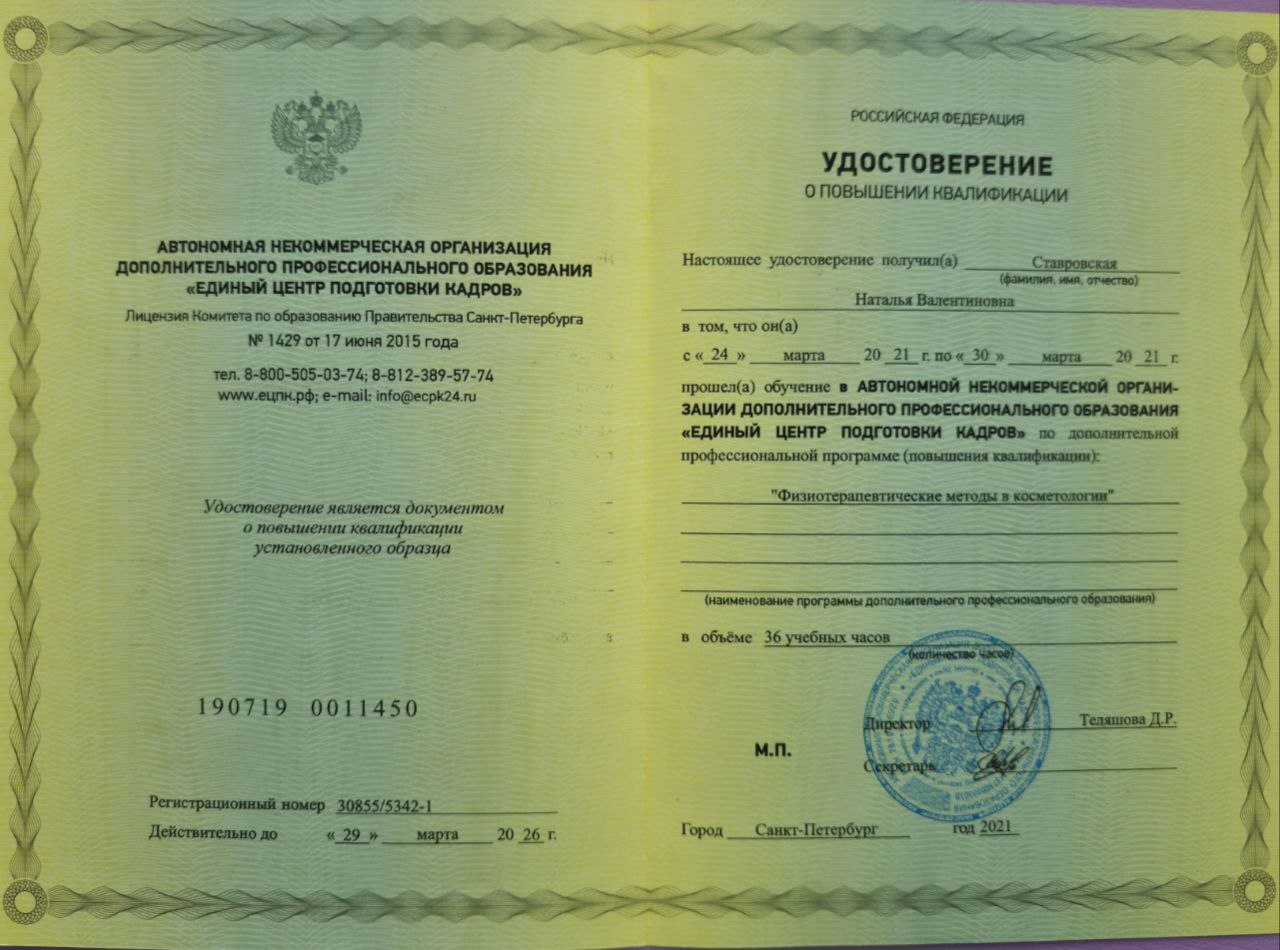 АВТОНОМНАЯ НЕКОММЕРЧЕСКАЯ ОРГАНИЗАЦИЯ
ДОПОЛНИТЕЛЬНОГО ПРОФЕССИОНАЛЬНОГО ОБРАЗОВАНИЯ
«ЕДИНЫЙ ЦЕНТР ПОДГОТОВКИ КАДРОВ»
Лицензия Комитета по образованию Правительства Санкт-Петербурга
№ 1429 от 17 июня 2015 года
тел. 8-800-505-03-74; 8-812-389-57-74
www.ецпк.рф; e-mail: info@ecpk24.ru
Удостоверение является документом
о повышении квалификации
установленного образца
190719 0011450
Регистрационный номер 30855/5342-1
Действительно до « 29 » марта 20 26 г.
РОССИЙСКАЯ ФЕДЕРАЦИЯ
УДОСТОВЕРЕНИЕ
О ПОВЫШЕНИИ КВАЛИФИКАЦИИ
Настоящее удостоверение получил(а) Ставровская
(фамилия, имя, отчество)
Наталья Валентиновна
в том, что он(а)
с « 24 » марта 20 21 г. по « 30 » марта 20 21 г.
прошел(а) обучение в АВТОНОМНОЙ НЕКОММЕРЧЕСКОЙ ОРГАНИ-
ЗАЦИИ ДОПОЛНИТЕЛЬНОГО ПРОФЕССИОНАЛЬНОГО ОБРАЗОВАНИЯ
«ЕДИНЫЙ ЦЕНТР ПОДГОТОВКИ КАДРОВ» по дополнительной
профессиональной программе (повышения квалификации):
"Физиотерапевтические методы в косметологии"
(наименование программы дополнительного профессионального образования)
в объёме 36 учебных часов
(количество часов)
Директор Теляшова Д.Р.
М.П.
Секретарь
Город Санкт-Петербург год 2021